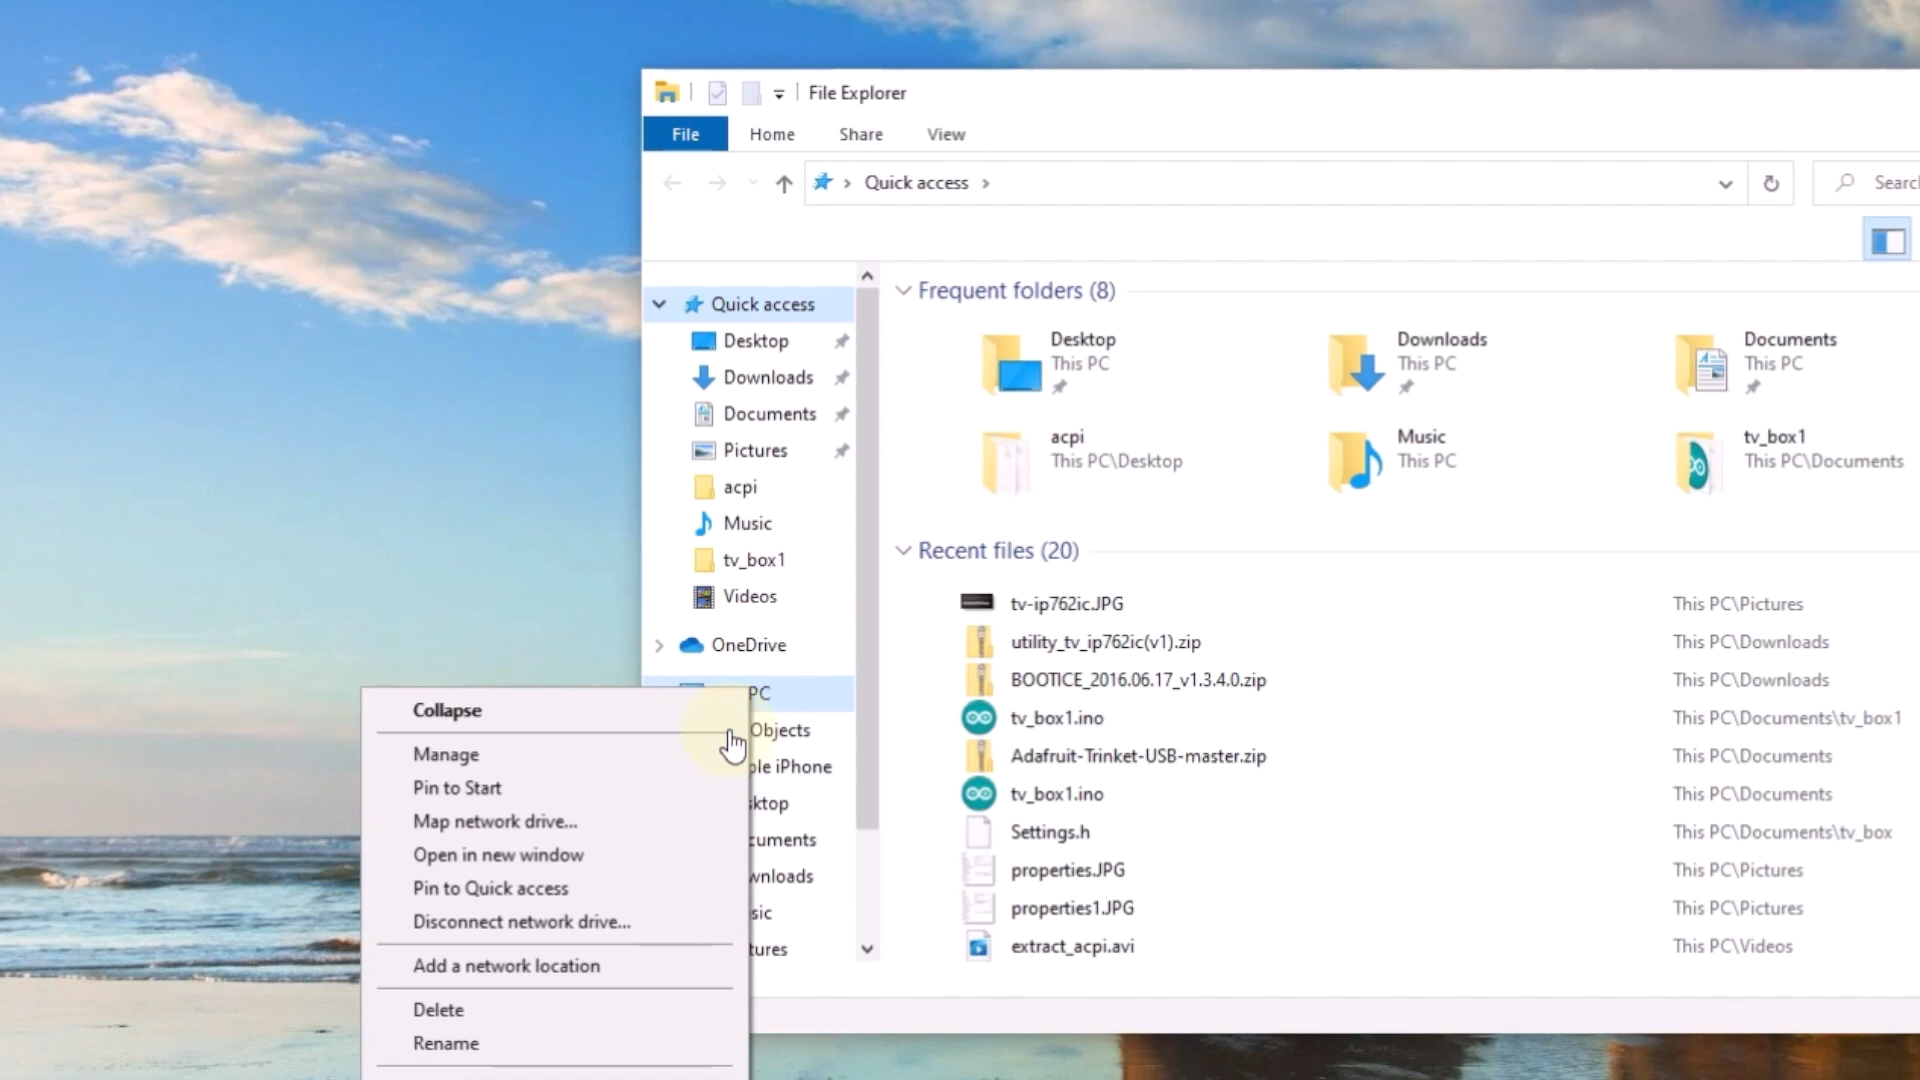 File Explorer
File Home Share View
Quick access
Quick access
Desktop
Downloads
Documents
Pictures
acpi
Music
tv_box1
Videos
OneDrive
PC
Objects
iPhone
Frequent folders (8)
Desktop
This PC
Downloads
This PC
Documents
This PC
acpi
This PC\Desktop
Music
This PC
tv_box1
This PC\Documents
Recent files (20)
tv-ip762ic.JPG This PC\Pictures
utility_tv_ip762ic(v1).zip This PC\Downloads
BOOTICE_2016.06.17_v1.3.4.0.zip This PC\Downloads
tv_box1.ino This PC\Documents\tv_box1
Adafruit-Trinket-USB-master.zip This PC\Documents
tv_box1.ino This PC\Documents
Settings.h This PC\Documents\tv_box
properties.JPG This PC\Pictures
properties1.JPG This PC\Pictures
extract_acpi.avi This PC\Videos
Collapse
Manage
Pin to Start
Map network drive...
Open in new window
Pin to Quick access
Disconnect network drive...
Add a network location
Delete
Rename